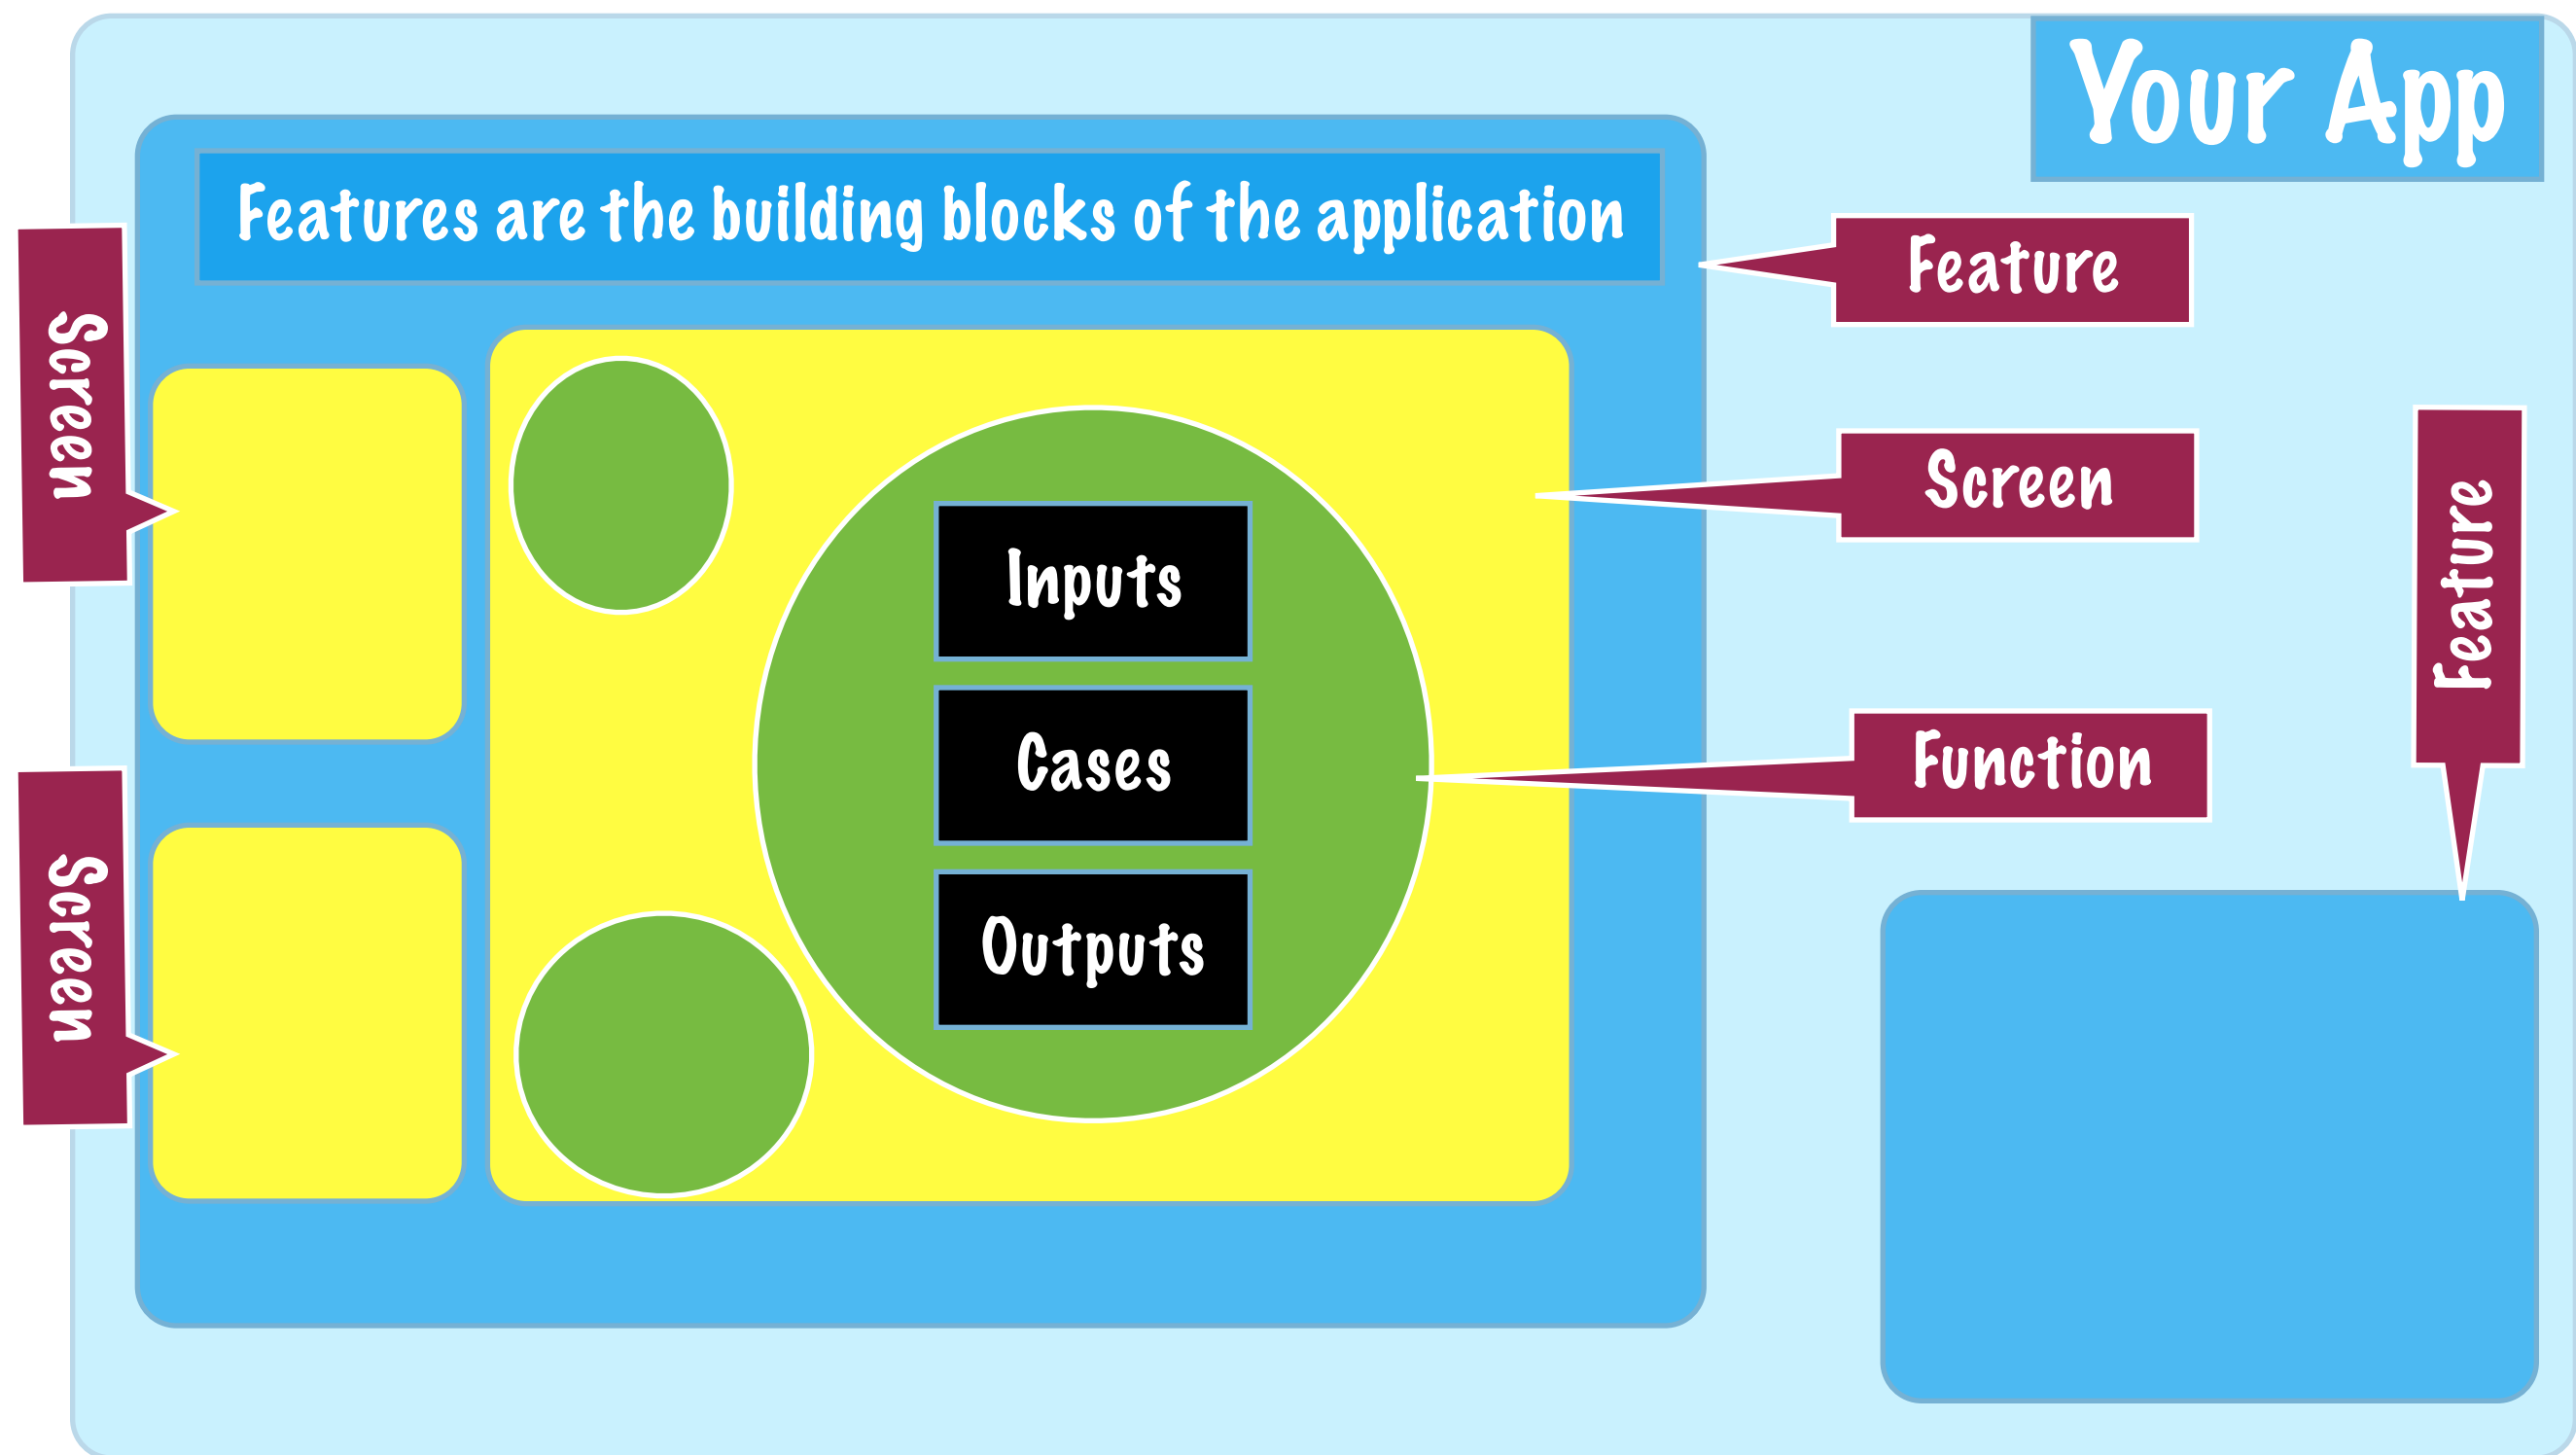 Your App
Features are the building blocks of the application
Feature
Screen
Screen
Feature
Inputs
Cases
Function
Outputs
Screen